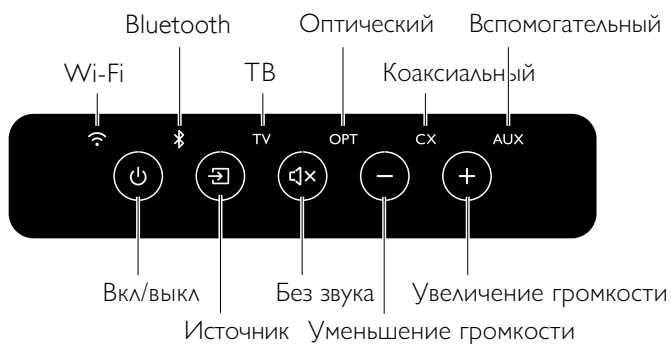 Bluetooth Оптический Вспомогательный
Wi-Fi ТВ Коаксиальный
TV OPT CX AUX
Вкл/выкл Без звука Увеличение громкости
Источник Уменьшение громкости